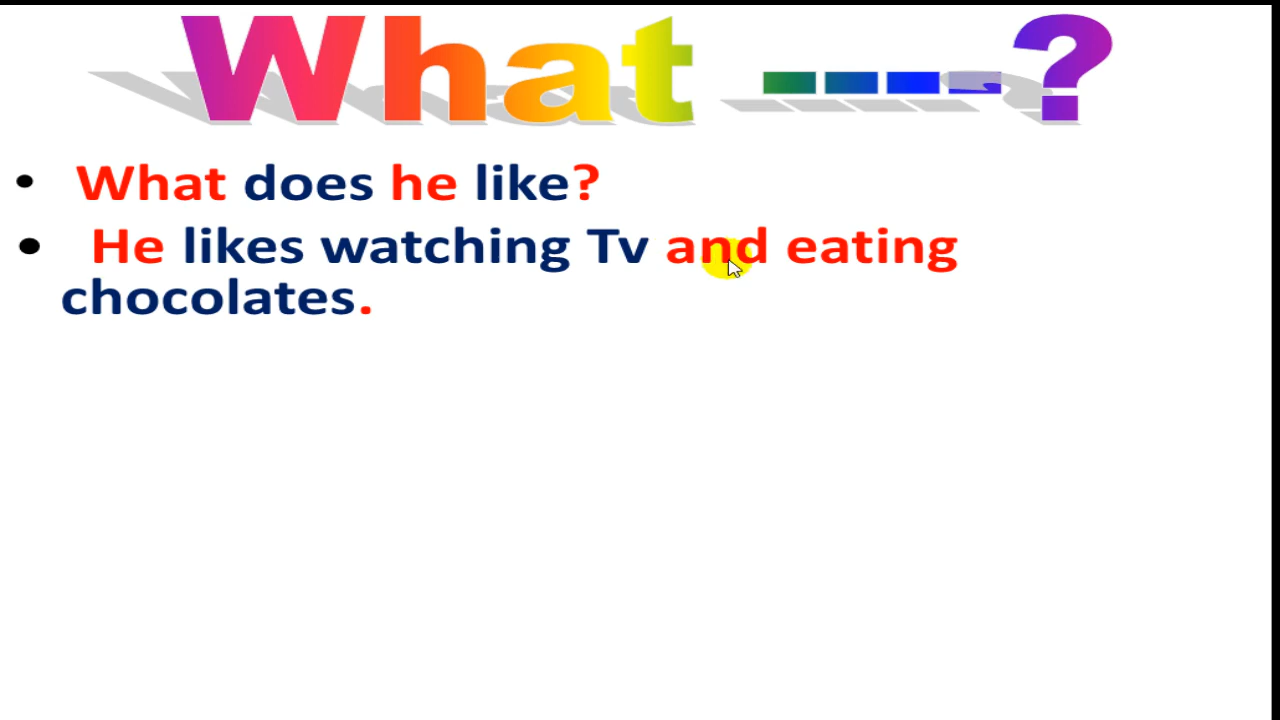 What ----?
• What does he like?
• He likes watching Tv and eating
chocolates.